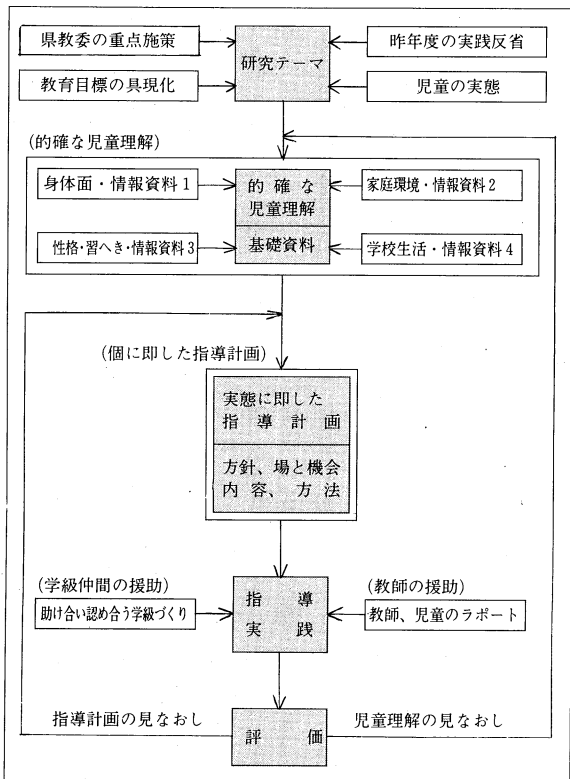 県教委の重点施策
研究テーマ
昨年度の実践反省
教育目標の具現化
児童の実態
(的確な児童理解)
身体面・情報資料1
的確な
児童理解
家庭環境・情報資料2
性格・習へき・情報資料3
基礎資料
学校生活・情報資料4
(個に即した指導計画)
実態に即した
指導計画
方針、場と機会
内容、方法
(学級仲間の援助)
助け合い認め合う学級づくり
指導
実践
(教師の援助)
教師、児童のラポート
指導計画の見なおし
評価
児童理解の見なおし